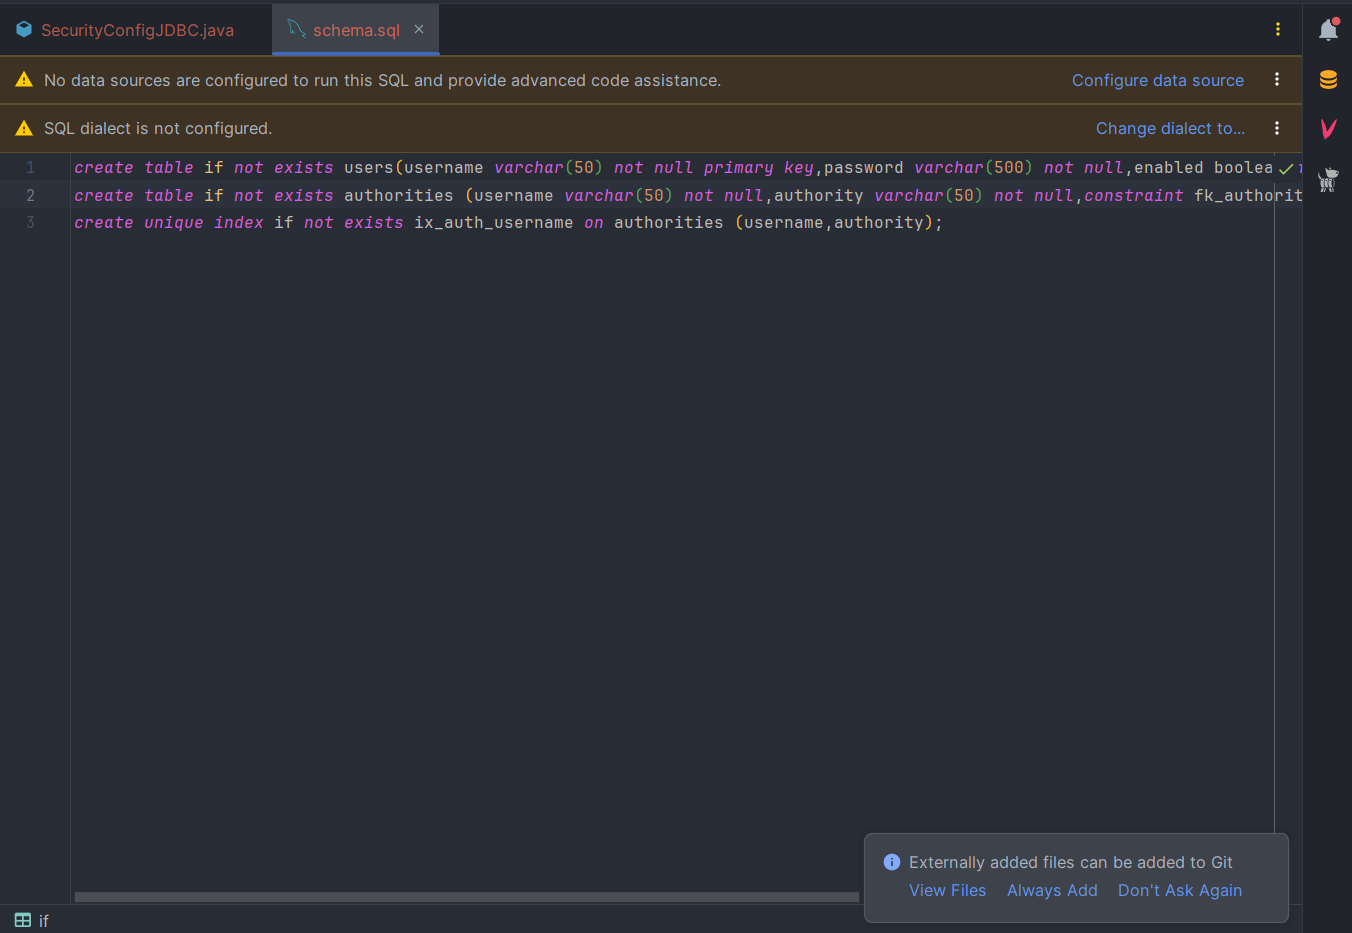 SecurityConfigJDBC.java
schema.sql
No data sources are configured to run this SQL and provide advanced code assistance.
Configure data source
SQL dialect is not configured.
Change dialect to...
1 create table if not exists users(username varchar(50) not null primary key,password varchar(500) not null,enabled boolea
2 create table if not exists authorities (username varchar(50) not null,authority varchar(50) not null,constraint fk_authorit
3 create unique index if not exists ix_auth_username on authorities (username,authority);
Externally added files can be added to Git
View Files Always Add Don't Ask Again
if